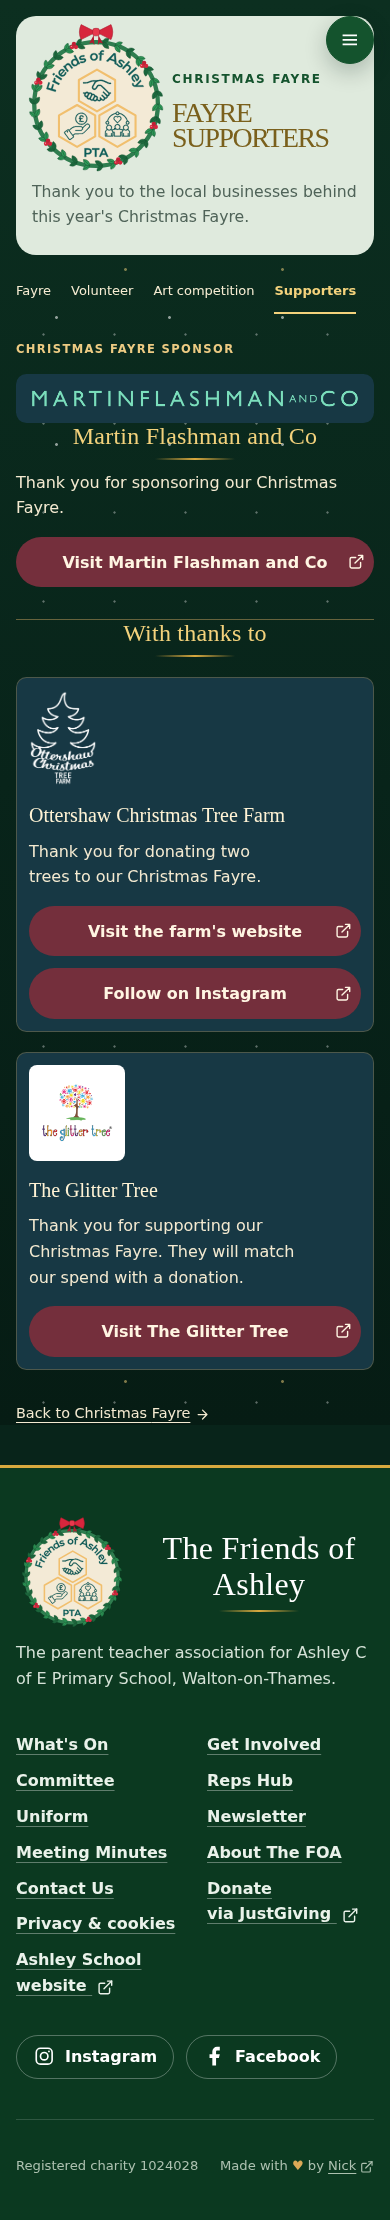 Friends of Ashley
£
PTA
CHRISTMAS FAYRE
FAYRE
SUPPORTERS
Thank you to the local businesses behind
this year's Christmas Fayre.
Fayre Volunteer Art competition Supporters
CHRISTMAS FAYRE SPONSOR
MARTINFLASHMANANDCO
Martin Flashman and Co
Thank you for sponsoring our Christmas
Fayre.
Visit Martin Flashman and Co
With thanks to
Ottershaw
Christmas
TREE
FARM
Ottershaw Christmas Tree Farm
Thank you for donating two
trees to our Christmas Fayre.
Visit the farm's website
Follow on Instagram
the glitter tree
The Glitter Tree
Thank you for supporting our
Christmas Fayre. They will match
our spend with a donation.
Visit The Glitter Tree
Back to Christmas Fayre →
Friends of Ashley
£
PTA
The Friends of
Ashley
The parent teacher association for Ashley C
of E Primary School, Walton-on-Thames.
What's On
Committee
Uniform
Meeting Minutes
Contact Us
Privacy & cookies
Ashley School
website
Get Involved
Reps Hub
Newsletter
About The FOA
Donate
via JustGiving
Instagram Facebook
Registered charity 1024028 Made with ♥ by Nick